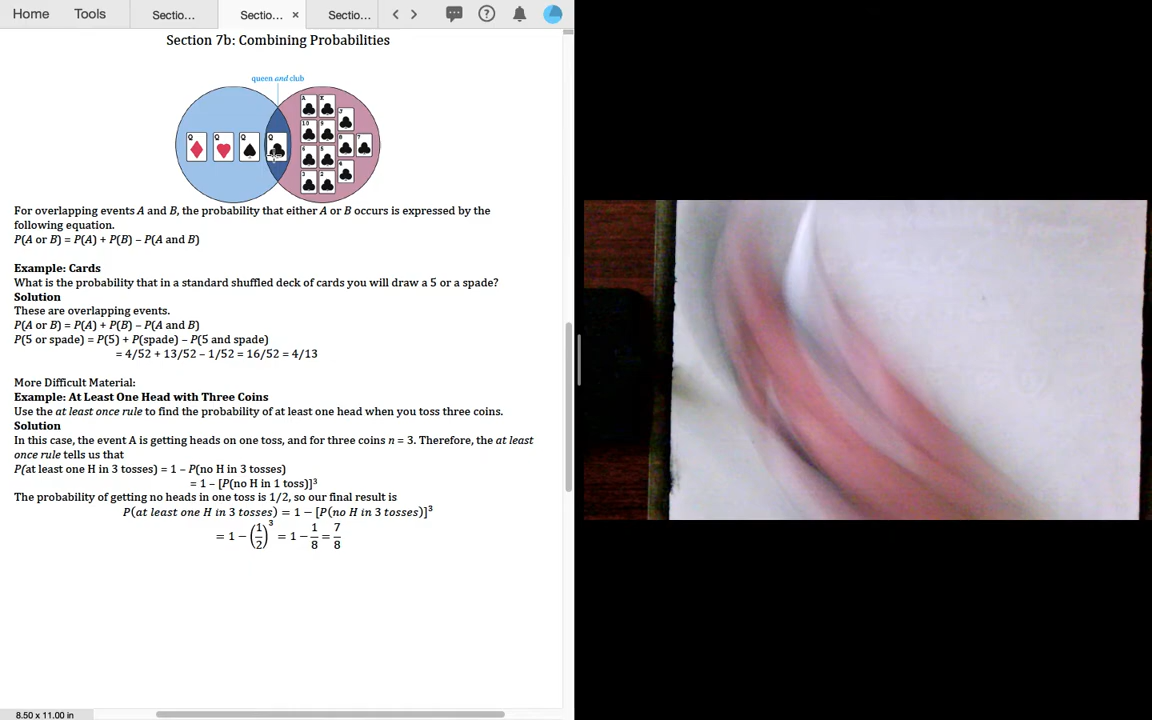 Home Tools Sectio... Sectio... × Sectio...
Section 7b: Combining Probabilities
queen and club
Q Q Q Q
A K J
10 9 8 7
6 5 4
3 2
For overlapping events A and B, the probability that either A or B occurs is expressed by the
following equation.
P(A or B) = P(A) + P(B) – P(A and B)
Example: Cards
What is the probability that in a standard shuffled deck of cards you will draw a 5 or a spade?
Solution
These are overlapping events.
P(A or B) = P(A) + P(B) – P(A and B)
P(5 or spade) = P(5) + P(spade) – P(5 and spade)
= 4/52 + 13/52 – 1/52 = 16/52 = 4/13
More Difficult Material:
Example: At Least One Head with Three Coins
Use the at least once rule to find the probability of at least one head when you toss three coins.
Solution
In this case, the event A is getting heads on one toss, and for three coins n = 3. Therefore, the at least
once rule tells us that
P(at least one H in 3 tosses) = 1 – P(no H in 3 tosses)
= 1 – [P(no H in 1 toss)]³
The probability of getting no heads in one toss is 1/2, so our final result is
P(at least one H in 3 tosses) = 1 − [P(no H in 3 tosses)]³
= 1 − (1/2)³ = 1 − 1/8 = 7/8
8.50 x 11.00 in